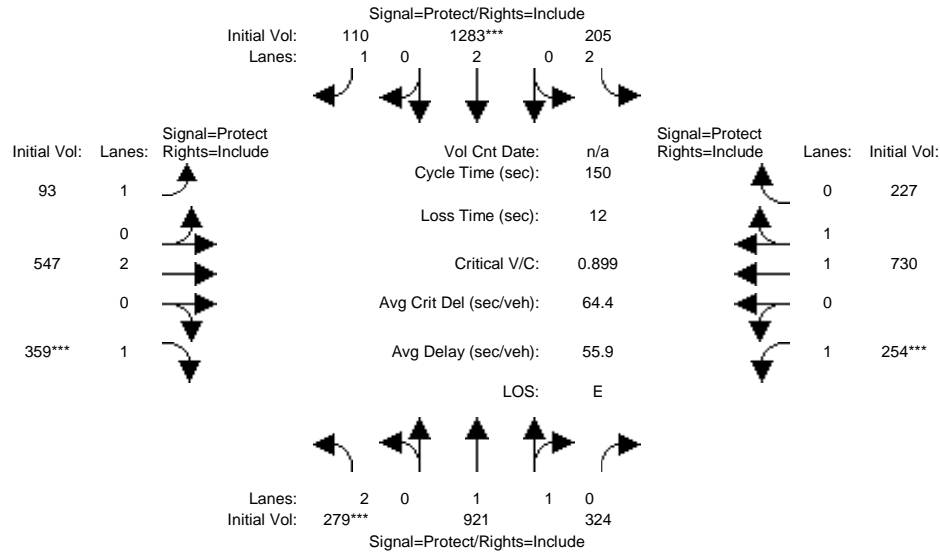 Signal=Protect/Rights=Include
Initial Vol: 110 1283*** 205
Lanes: 1 0 2 0 2
Signal=Protect
Initial Vol: Lanes: Rights=Include
Vol Cnt Date: n/a
Signal=Protect
Rights=Include Lanes: Initial Vol:
Cycle Time (sec): 150
93 1 0 227
Loss Time (sec): 12
0 1
547 2 Critical V/C: 0.899 1 730
0 Avg Crit Del (sec/veh): 64.4 0
359*** 1 Avg Delay (sec/veh): 55.9 1 254***
LOS: E
Lanes: 2 0 1 1 0
Initial Vol: 279*** 921 324
Signal=Protect/Rights=Include